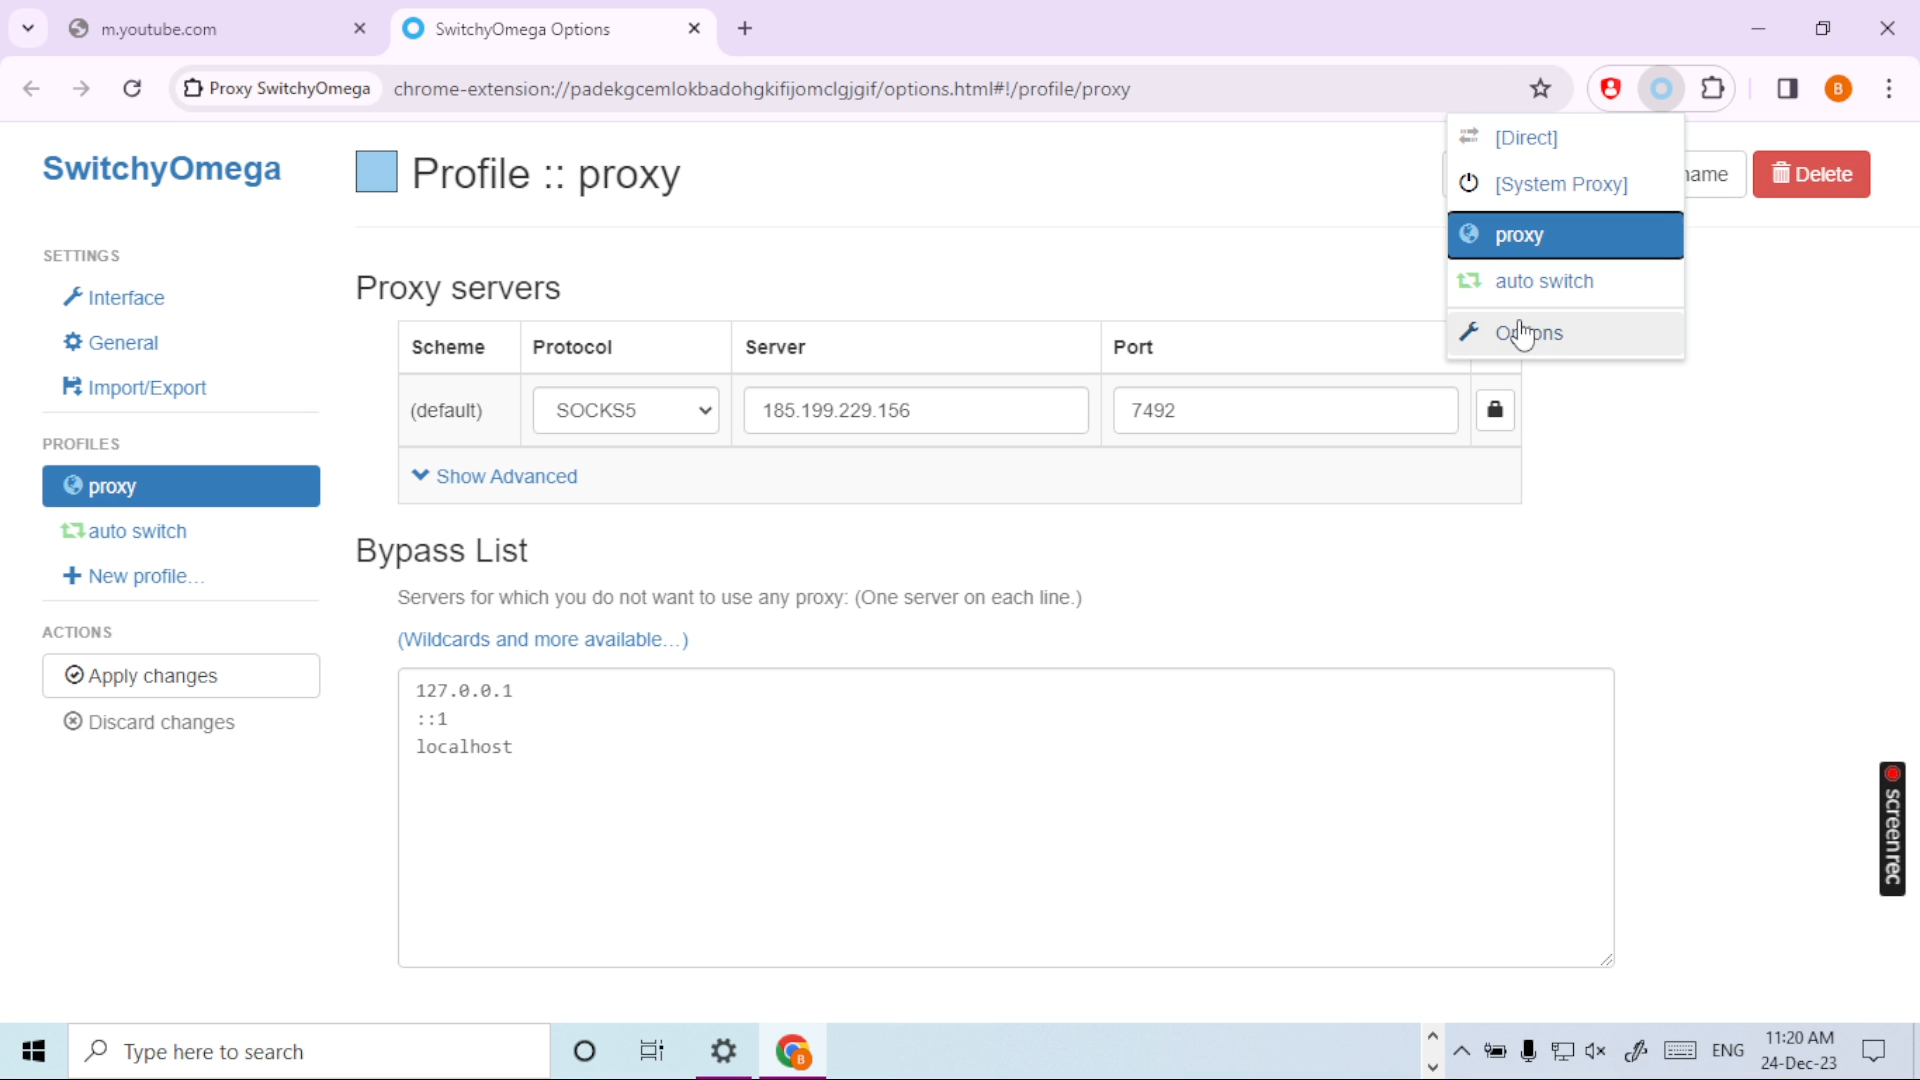 m.youtube.com
SwitchyOmega Options
Proxy SwitchyOmega
chrome-extension://padekgcemlokbadohgkifijomclgjgif/options.html#!/profile/proxy
B
[Direct]
[System Proxy]
proxy
auto switch
SwitchyOmega
Profile :: proxy
Delete
SETTINGS
Interface
General
Import/Export
PROFILES
proxy
auto switch
New profile…
ACTIONS
Apply changes
Discard changes
Proxy servers
Scheme Protocol Server Port
(default) SOCKS5 185.199.229.156 7492
Show Advanced
Bypass List
Servers for which you do not want to use any proxy: (One server on each line.)
(Wildcards and more available…)
127.0.0.1
::1
localhost
screenrec
Type here to search
B
ENG
11:20 AM
24-Dec-23